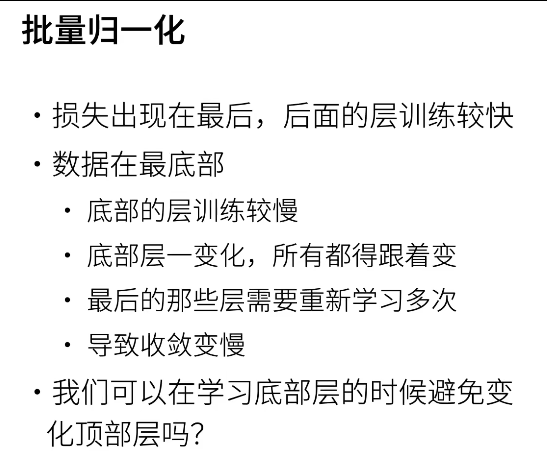 批量归一化
• 损失出现在最后，后面的层训练较快
• 数据在最底部
• 底部的层训练较慢
• 底部层一变化，所有都得跟着变
• 最后的那些层需要重新学习多次
• 导致收敛变慢
• 我们可以在学习底部层的时候避免变
化顶部层吗？